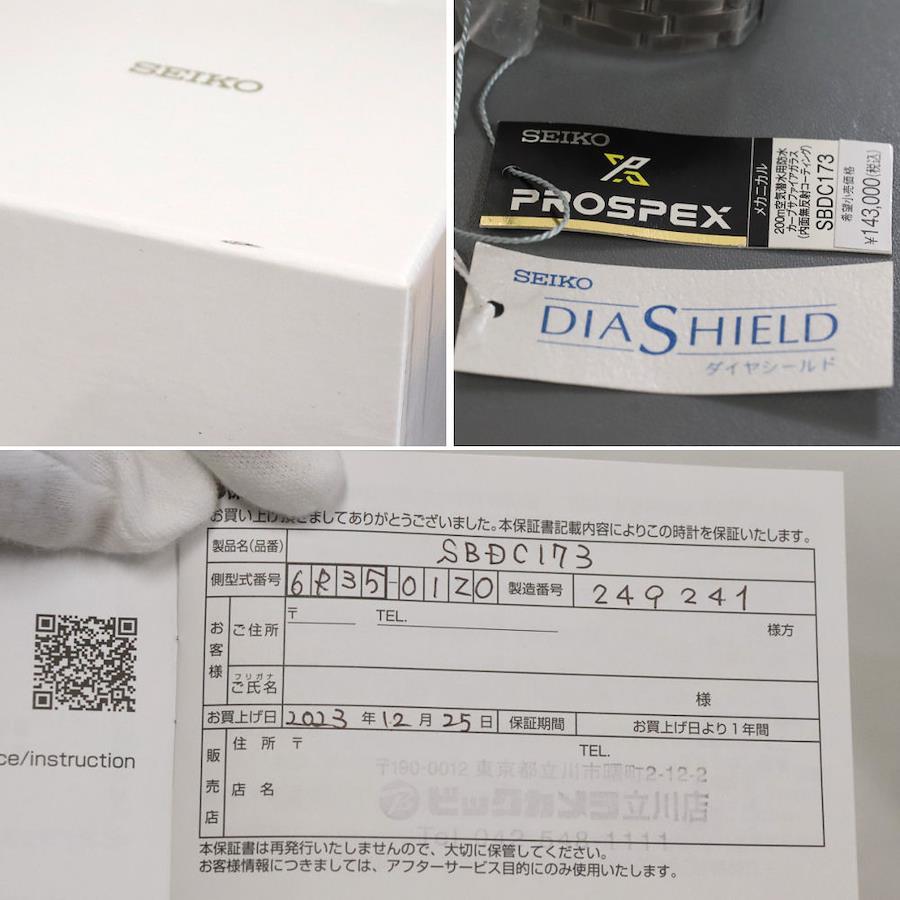 SEIKO
SEIKO
PROSPEX
メカニカル
200m空気潜水用防水
カーブサファイアガラス
(内面無反射コーティング)
SBDC173
希望小売価格
¥143,000(税込)
SEIKO
DIASHIELD
ダイヤシールド
お買い上げ頂きましてありがとうございました。本保証書記載内容によりこの時計を保証いたします。
製品名(品番) SBDC173
側型式番号 6R35-01Z0 製造番号 249241
お客様 ご住所 〒 TEL. 様方
フリガナ
ご氏名 様
お買上げ日 2023年12月25日 保証期間 お買上げ日より1年間
販売店 住所 〒 TEL.
〒190-0012 東京都立川市曙町2-12-2
店名 ビックカメラ立川店
Tel 042-548-1111
本保証書は再発行いたしませんので、大切に保管してください。
お客様情報につきましては、アフターサービス目的にのみ使用いたします。
ce/instruction